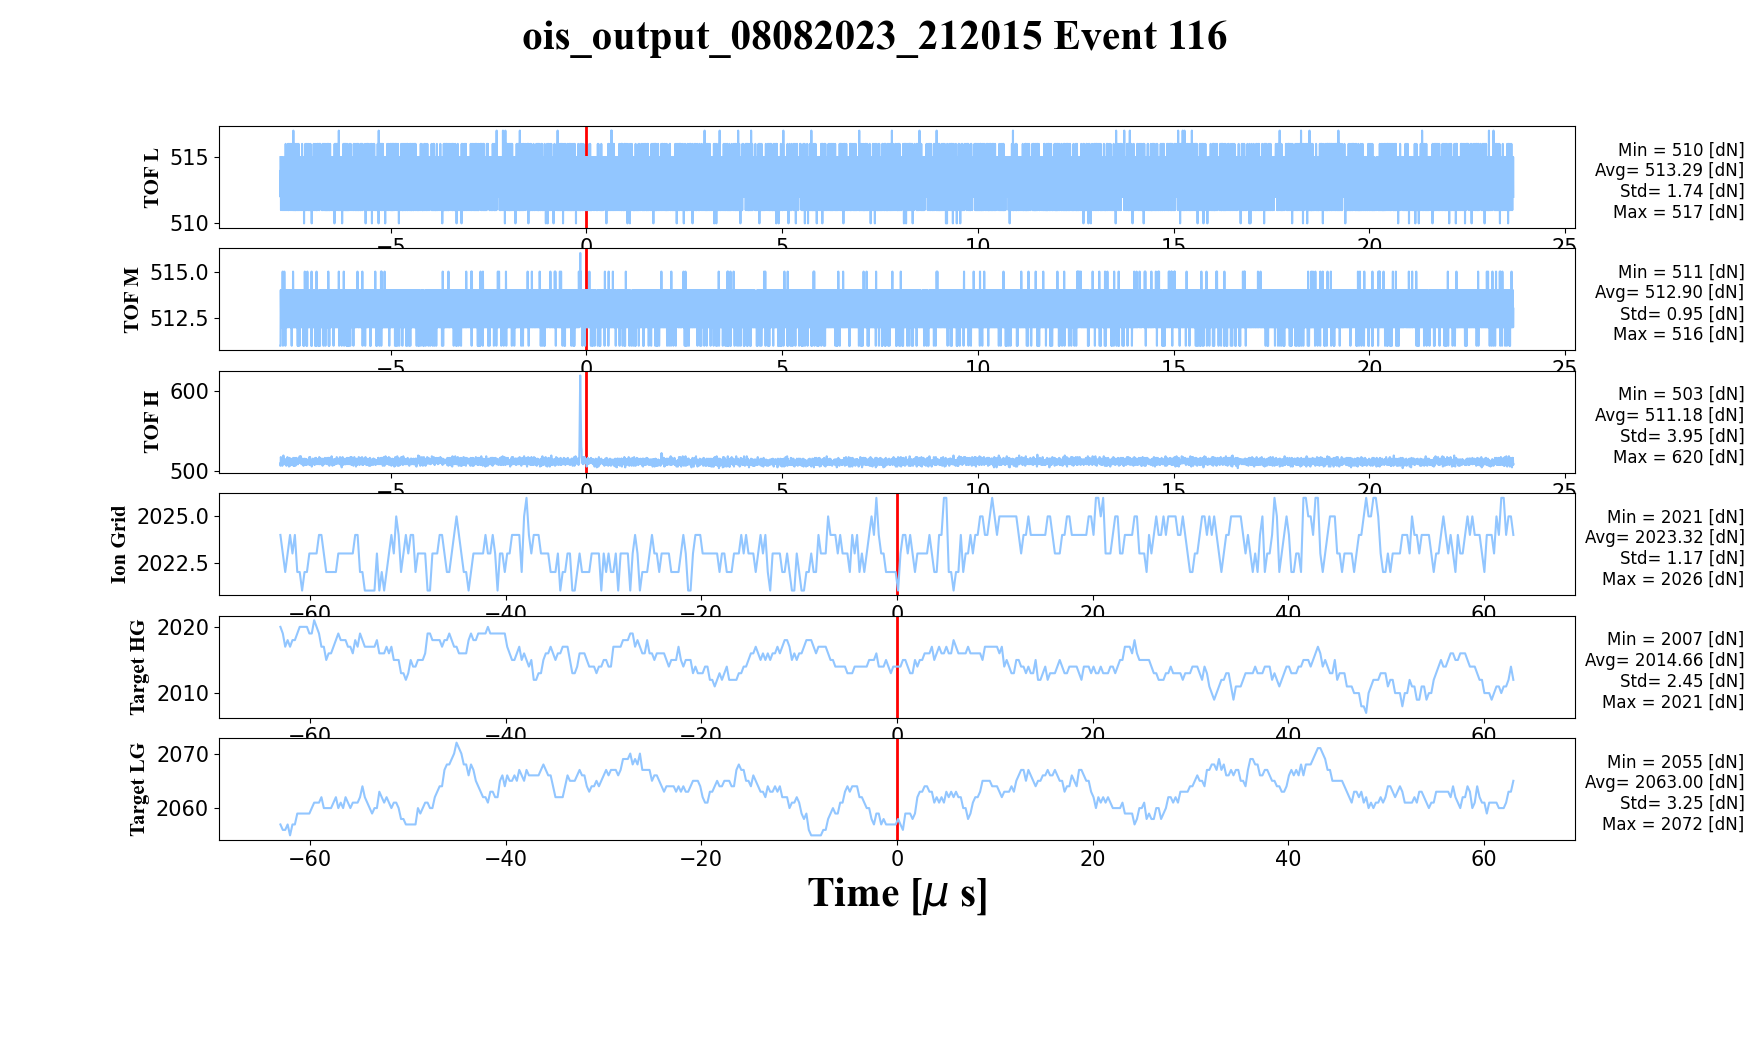 ois_output_08082023_212015 Event 116
TOF L
515
510
−5
0
5
10
15
20
25
Min = 510 [dN]
Avg= 513.29 [dN]
Std= 1.74 [dN]
Max = 517 [dN]
TOF M
515.0
512.5
−5
0
5
10
15
20
25
Min = 511 [dN]
Avg= 512.90 [dN]
Std= 0.95 [dN]
Max = 516 [dN]
TOF H
600
500
−5
0
5
10
15
20
25
Min = 503 [dN]
Avg= 511.18 [dN]
Std= 3.95 [dN]
Max = 620 [dN]
Ion Grid
2025.0
2022.5
−60
−40
−20
0
20
40
60
Min = 2021 [dN]
Avg= 2023.32 [dN]
Std= 1.17 [dN]
Max = 2026 [dN]
Target HG
2020
2010
−60
−40
−20
0
20
40
60
Min = 2007 [dN]
Avg= 2014.66 [dN]
Std= 2.45 [dN]
Max = 2021 [dN]
Target LG
2070
2060
−60
−40
−20
0
20
40
60
Min = 2055 [dN]
Avg= 2063.00 [dN]
Std= 3.25 [dN]
Max = 2072 [dN]
Time [μ s]